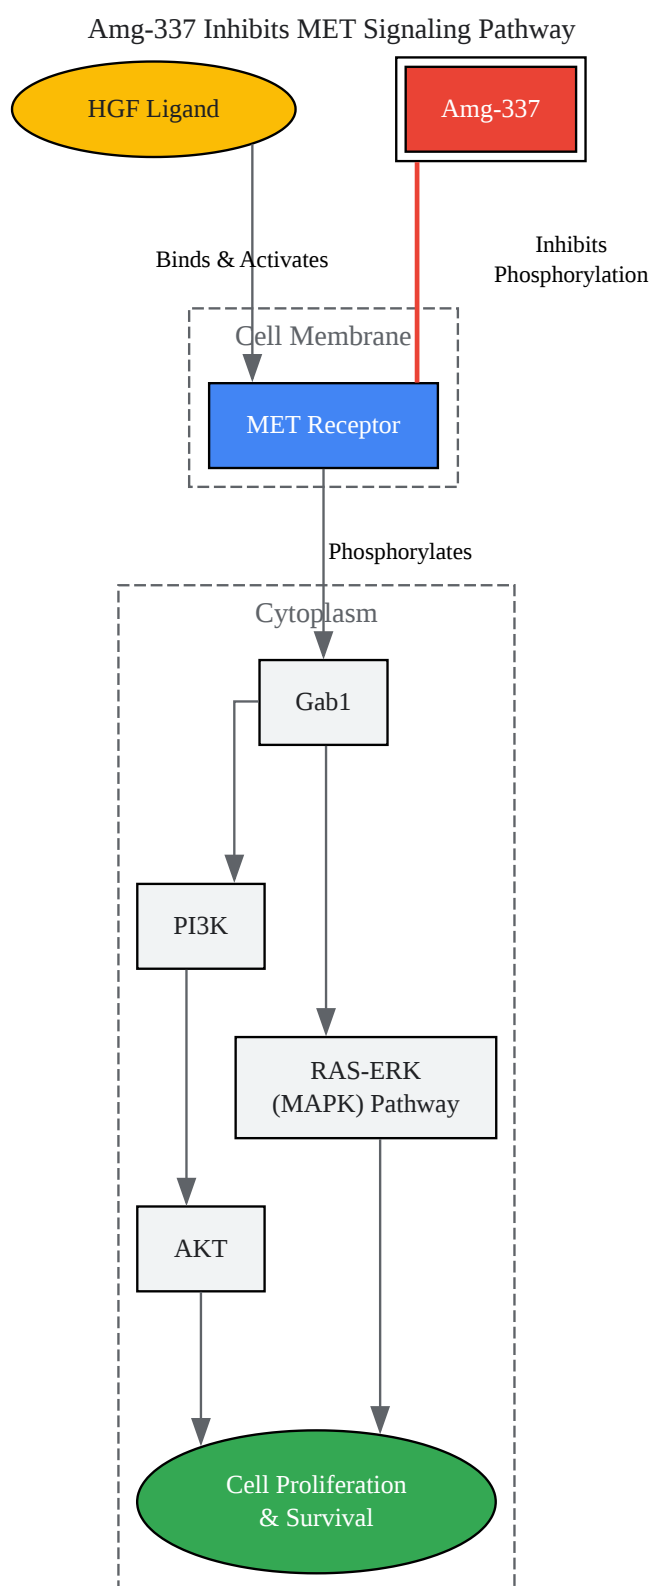 Amg-337 Inhibits MET Signaling Pathway
HGF Ligand
Amg-337
Binds & Activates
Inhibits
Phosphorylation
Cell Membrane
MET Receptor
Phosphorylates
Cytoplasm
Gab1
PI3K
RAS-ERK
(MAPK) Pathway
AKT
Cell Proliferation
& Survival